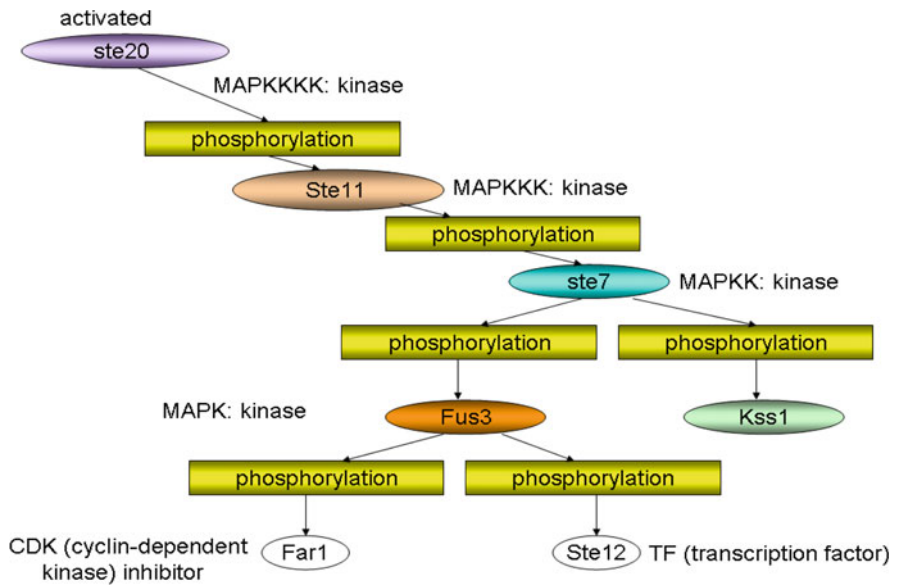 activated
ste20
MAPKKKK: kinase
phosphorylation
Ste11
MAPKKK: kinase
phosphorylation
ste7
MAPKK: kinase
phosphorylation
phosphorylation
MAPK: kinase
Fus3
Kss1
phosphorylation
phosphorylation
CDK (cyclin-dependent
kinase) inhibitor
Far1
Ste12
TF (transcription factor)